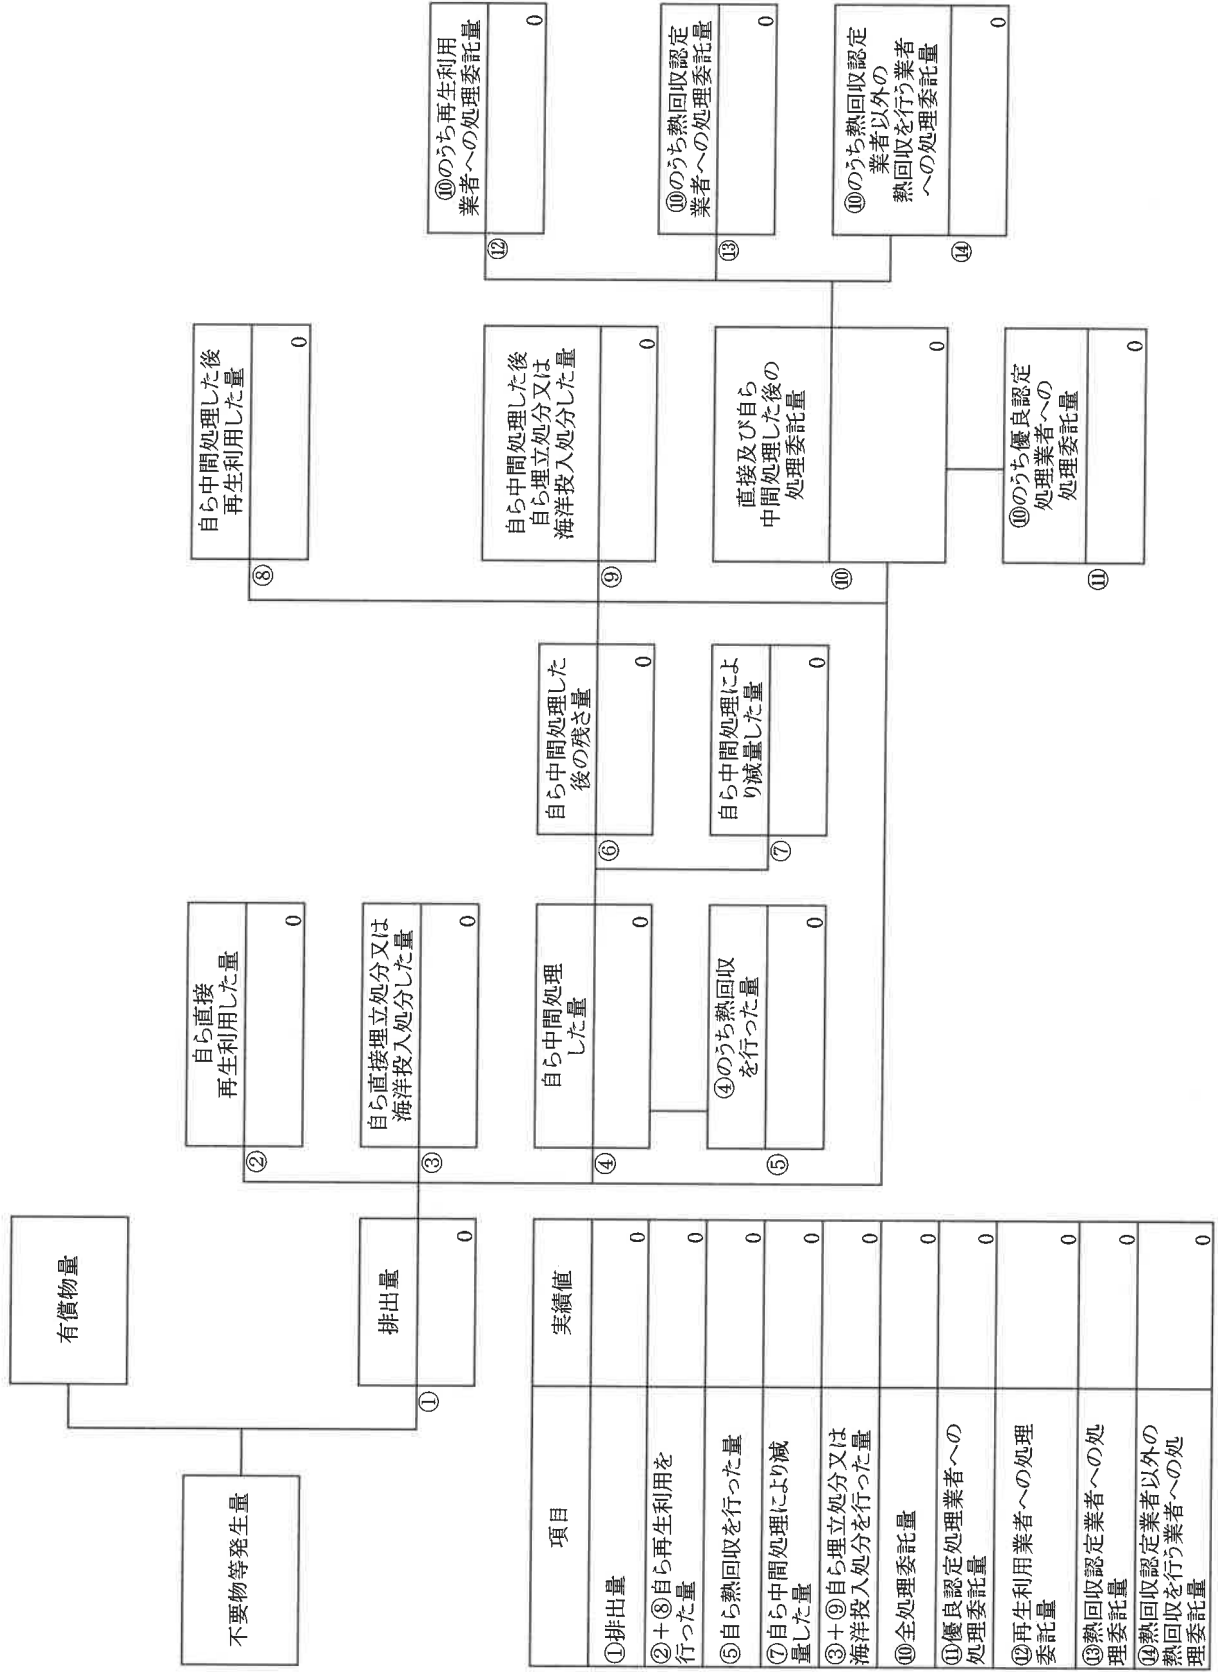 有償物量
不要物等発生量
排出量
①
0
自ら直接
再生利用した量
②
0
自ら直接埋立処分又は
海洋投入処分した量
③
0
自ら中間処理
した量
④
0
④のうち熱回収
を行った量
⑤
0
自ら中間処理した
後の残さ量
⑥
0
自ら中間処理によ
り減量した量
⑦
0
自ら中間処理した後
再生利用した量
⑧
0
自ら中間処理した後
自ら埋立処分又は
海洋投入処分した量
⑨
0
直接及び自ら
中間処理した後の
処理委託量
⑩
0
⑩のうち優良認定
処理業者への
処理委託量
⑪
0
⑩のうち再生利用
業者への処理委託量
⑫
0
⑩のうち熱回収認定
業者への処理委託量
⑬
0
⑩のうち熱回収認定
業者以外の
熱回収を行う業者
への処理委託量
⑭
0
項目 実績値
①排出量 0
②+⑧自ら再生利用を
行った量 0
⑤自ら熱回収を行った量 0
⑦自ら中間処理により減
量した量 0
③+⑨自ら埋立処分又は
海洋投入処分を行った量 0
⑩全処理委託量 0
⑪優良認定処理業者への
処理委託量 0
⑫再生利用業者への処理
委託量 0
⑬熱回収認定業者への処
理委託量 0
⑭熱回収認定業者以外の
熱回収を行う業者への処
理委託量 0